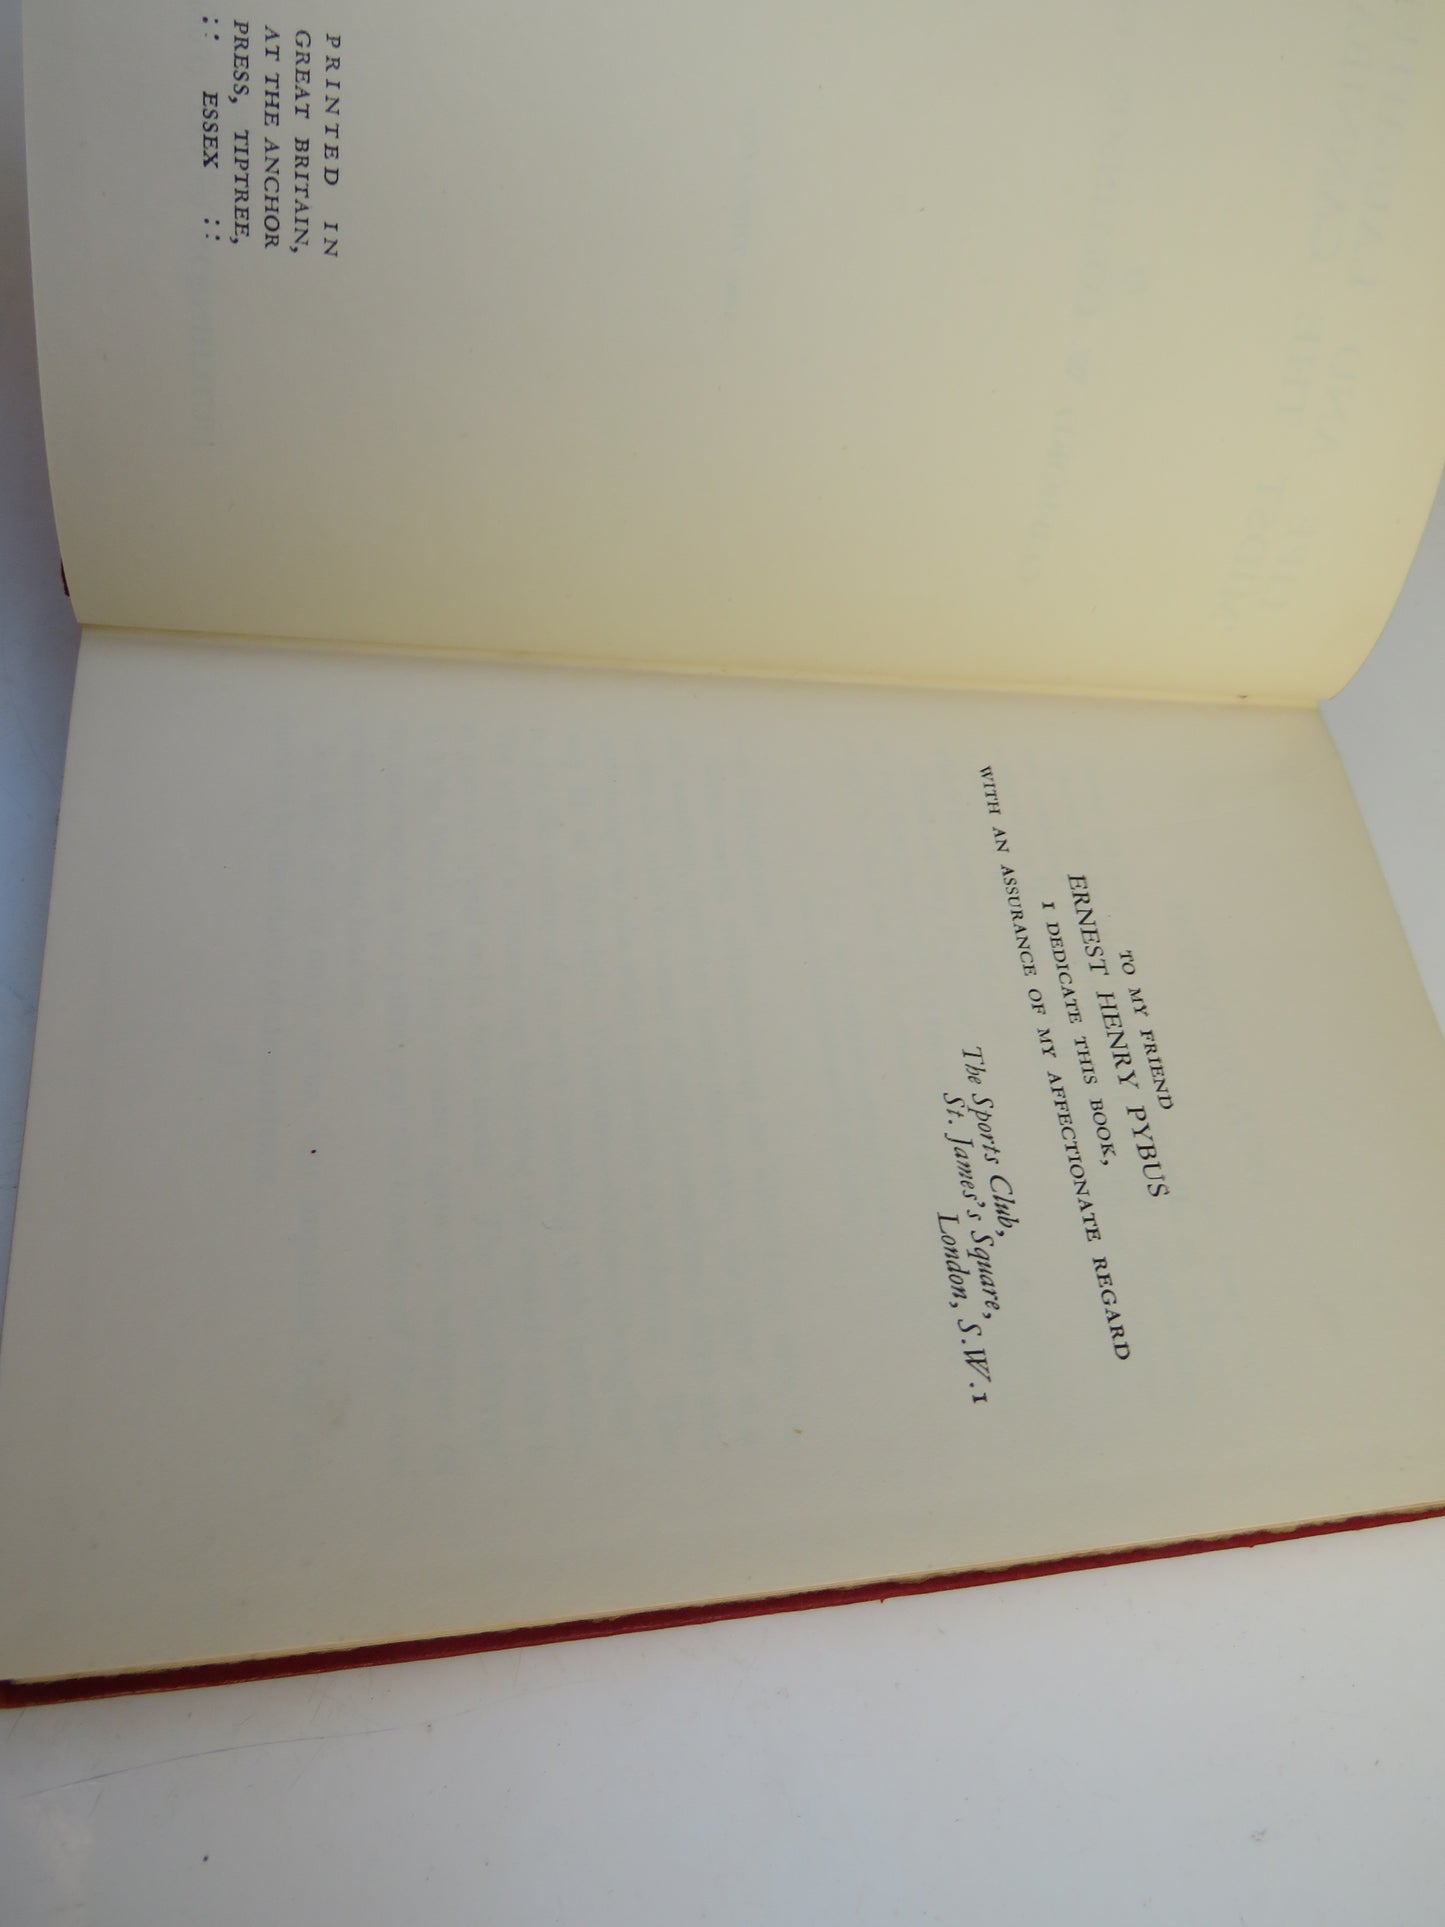 PRINTED IN
GREAT BRITAIN,
AT THE ANCHOR
PRESS, TIPTREE,
:: ESSEX ::
TO MY FRIEND
ERNEST HENRY PYBUS
I DEDICATE THIS BOOK,
WITH AN ASSURANCE OF MY AFFECTIONATE REGARD
The Sports Club,
St. James's Square,
London, S.W.1